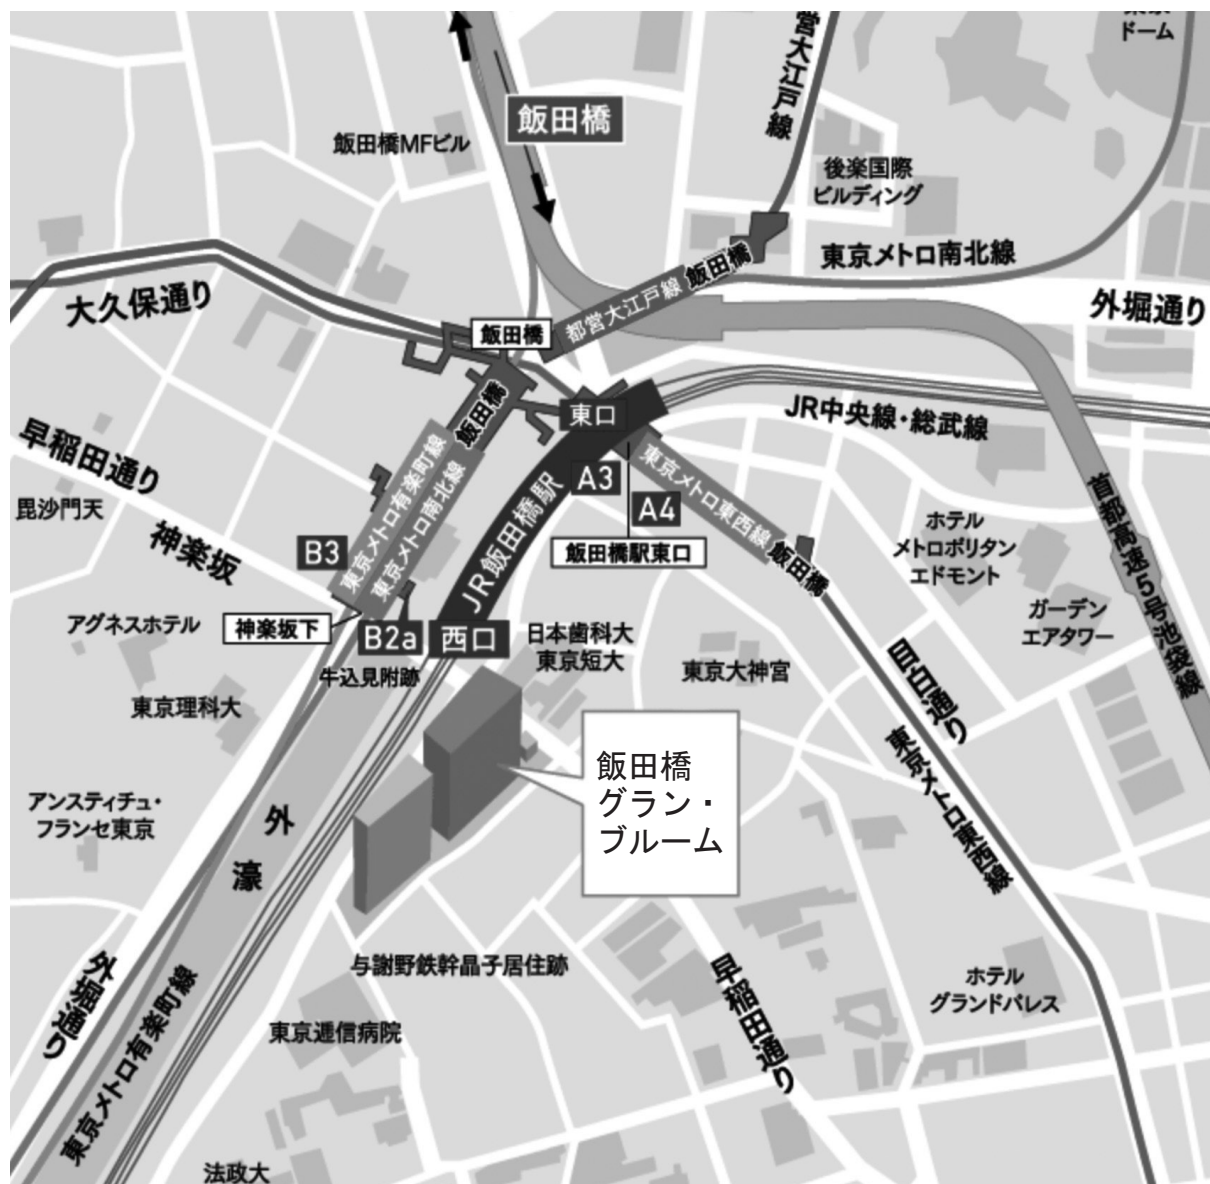 ドーム
都営大江戸線
飯田橋
飯田橋MFビル
後楽国際
ビルディング
飯田橋
東京メトロ南北線
大久保通り
外堀通り
都営大江戸線
飯田橋
飯田橋
東口
JR中央線・総武線
早稲田通り
東京メトロ有楽町線
東京メトロ南北線
東京メトロ東西線
A3
A4
首都高速5号池袋線
毘沙門天
神楽坂
B3
JR飯田橋駅
飯田橋駅東口
飯田橋
ホテル
メトロポリタン
エドモント
ガーデン
エアタワー
アグネスホテル
神楽坂下
B2a
西口
日本歯科大
東京短大
東京大神宮
目白通り
牛込見附跡
東京理科大
飯田橋
グラン・
ブルーム
東京メトロ東西線
アンスティチュ・
フランセ東京
外
濠
外堀通り
与謝野鉄幹晶子居住跡
早稲田通り
ホテル
グランドパレス
東京逓信病院
東京メトロ有楽町線
法政大